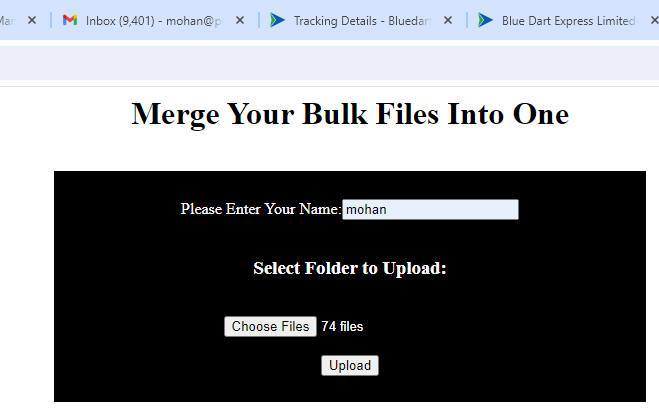 Inbox (9,401) - mohan@p
Tracking Details - Bluedar
Blue Dart Express Limited
Merge Your Bulk Files Into One
Please Enter Your Name: mohan
Select Folder to Upload:
Choose Files 74 files
Upload